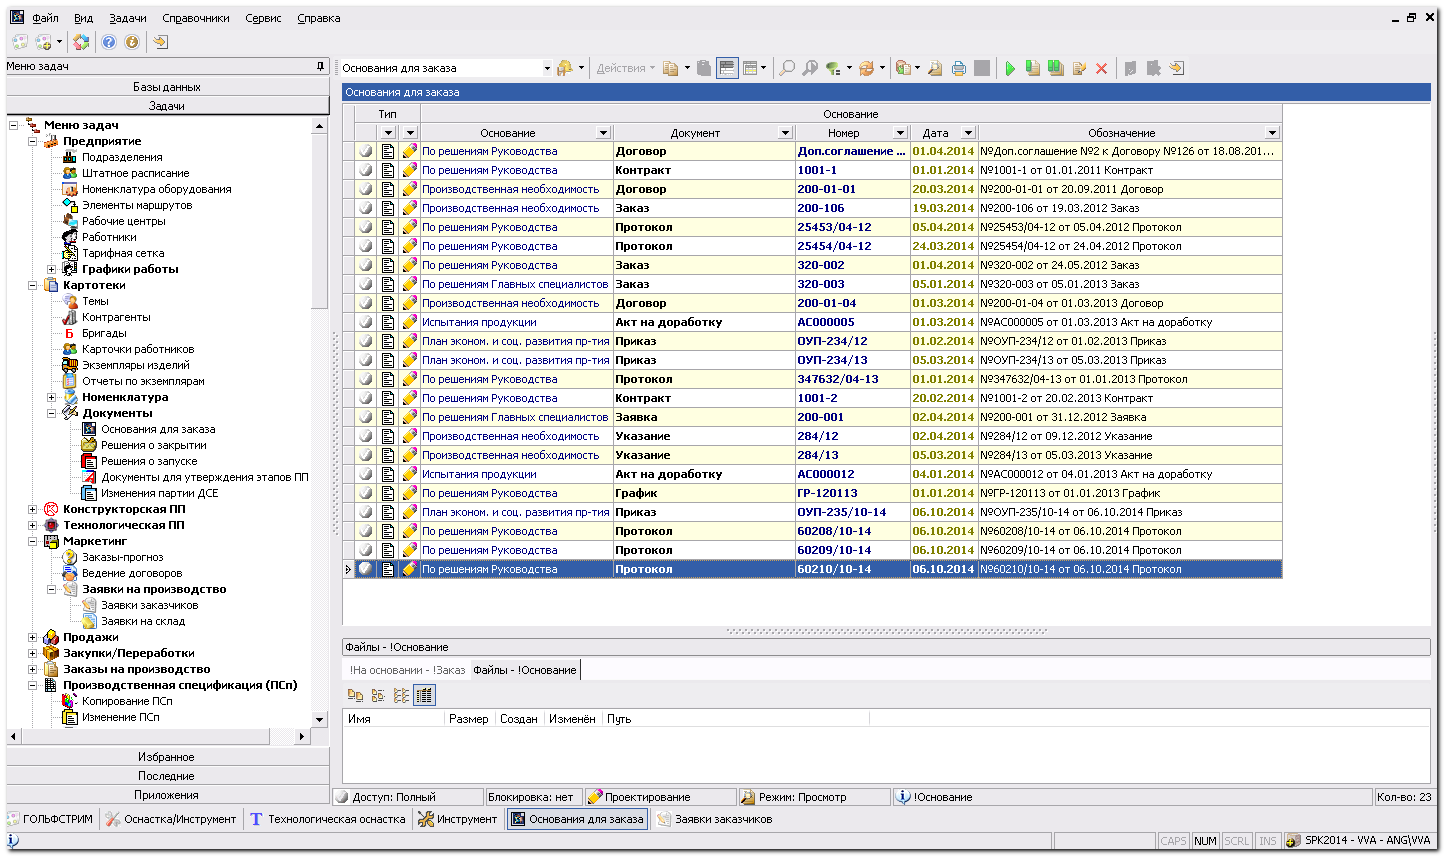 Файл Вид Задачи Справочники Сервис Справка
Меню задач
Базы данных
Задачи
Меню задач
Предприятие
Подразделения
Штатное расписание
Номенклатура оборудования
Элементы маршрутов
Рабочие центры
Работники
Тарифная сетка
Графики работы
Картотеки
Темы
Контрагенты
Бригады
Карточки работников
Экземпляры изделий
Отчеты по экземплярам
Номенклатура
Документы
Основания для заказа
Решения о закрытии
Решения о запуске
Документы для утверждения этапов ПП
Изменения партии ДСЕ
Конструкторская ПП
Технологическая ПП
Маркетинг
Заказы-прогноз
Ведение договоров
Заявки на производство
Заявки заказчиков
Заявки на склад
Продажи
Закупки/Переработки
Заказы на производство
Производственная спецификация (ПСп)
Копирование ПСп
Изменение ПСп
Избранное
Последние
Приложения
Основания для заказа Действия
Основания для заказа
Тип Основание
Основание Документ Номер Дата Обозначение
По решениям Руководства Договор Доп.соглашение ... 01.04.2014 №Доп.соглашение №2 к Договору №126 от 18.08.201...
По решениям Руководства Контракт 1001-1 01.01.2014 №1001-1 от 01.01.2011 Контракт
Производственная необходимость Договор 200-01-01 20.03.2014 №200-01-01 от 20.09.2011 Договор
Производственная необходимость Заказ 200-106 19.03.2014 №200-106 от 19.03.2012 Заказ
По решениям Руководства Протокол 25453/04-12 05.04.2014 №25453/04-12 от 05.04.2012 Протокол
По решениям Руководства Протокол 25454/04-12 24.03.2014 №25454/04-12 от 24.04.2012 Протокол
По решениям Руководства Заказ 320-002 01.04.2014 №320-002 от 24.05.2012 Заказ
По решениям Главных специалистов Заказ 320-003 05.01.2014 №320-003 от 05.01.2013 Заказ
Производственная необходимость Договор 200-01-04 01.03.2014 №200-01-04 от 01.03.2013 Договор
Испытания продукции Акт на доработку АС000005 01.03.2014 №АС000005 от 01.03.2013 Акт на доработку
План эконом. и соц. развития пр-тия Приказ ОУП-234/12 01.02.2014 №ОУП-234/12 от 01.02.2013 Приказ
План эконом. и соц. развития пр-тия Приказ ОУП-234/13 05.03.2014 №ОУП-234/13 от 05.03.2013 Приказ
По решениям Руководства Протокол 347632/04-13 01.01.2014 №347632/04-13 от 01.01.2013 Протокол
По решениям Руководства Контракт 1001-2 20.02.2014 №1001-2 от 20.02.2013 Контракт
По решениям Главных специалистов Заявка 200-001 02.04.2014 №200-001 от 31.12.2012 Заявка
Производственная необходимость Указание 284/12 02.04.2014 №284/12 от 09.12.2012 Указание
Производственная необходимость Указание 284/13 05.03.2014 №284/13 от 05.03.2013 Указание
Испытания продукции Акт на доработку АС000012 04.01.2014 №АС000012 от 04.01.2013 Акт на доработку
По решениям Руководства График ГР-120113 01.01.2014 №ГР-120113 от 01.01.2013 График
План эконом. и соц. развития пр-тия Приказ ОУП-235/10-14 06.10.2014 №ОУП-235/10-14 от 06.10.2014 Приказ
По решениям Руководства Протокол 60208/10-14 06.10.2014 №60208/10-14 от 06.10.2014 Протокол
По решениям Руководства Протокол 60209/10-14 06.10.2014 №60209/10-14 от 06.10.2014 Протокол
По решениям Руководства Протокол 60210/10-14 06.10.2014 №60210/10-14 от 06.10.2014 Протокол
Файлы - !Основание
!На основании - !Заказ Файлы - !Основание
Имя Размер Создан Изменён Путь
Доступ: Полный Блокировка: нет Проектирование Режим: Просмотр !Основание Кол-во: 23
ГОЛЬФСТРИМ Оснастка/Инструмент Технологическая оснастка Инструмент Основания для заказа Заявки заказчиков
CAPS NUM SCRL INS SPK2014 - VVA - ANG\VVA